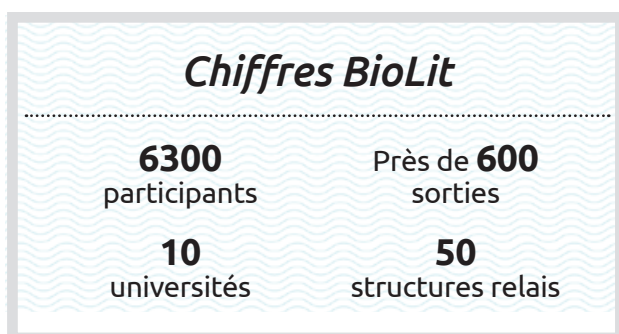 Chiffres BioLit
6300
participants
Près de 600
sorties
10
universités
50
structures relais